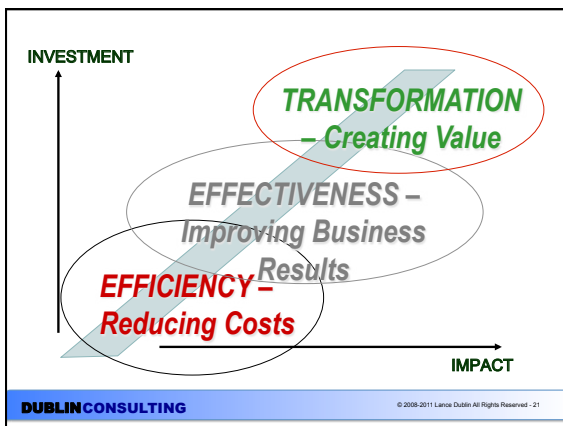 INVESTMENT
TRANSFORMATION
– Creating Value
EFFECTIVENESS –
Improving Business
Results
EFFICIENCY –
Reducing Costs
IMPACT
DUBLINCONSULTING
© 2008-2011 Lance Dublin All Rights Reserved - 21